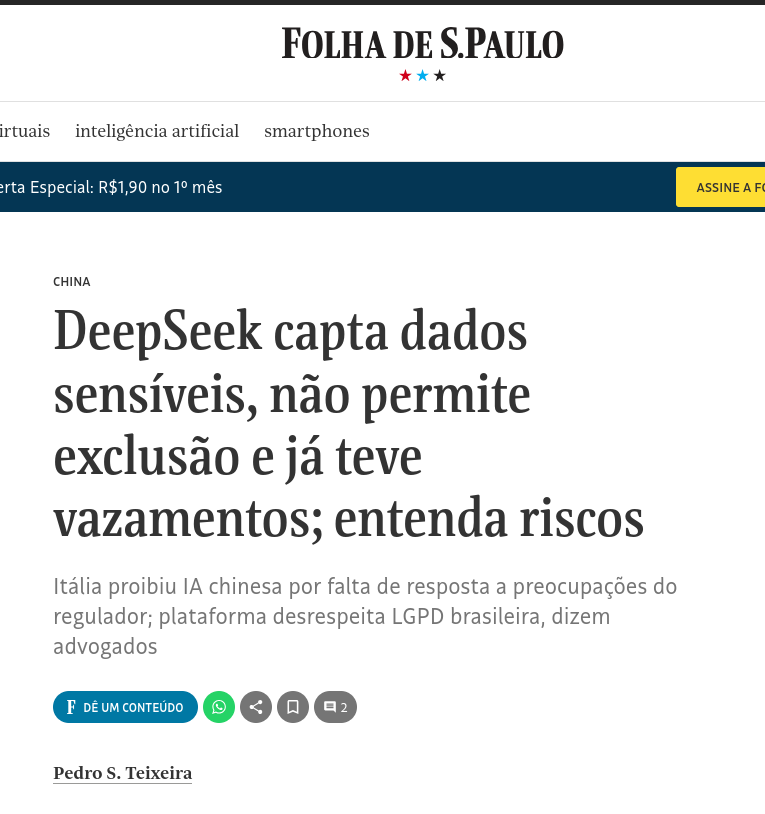 FOLHA DE S.PAULO
irtuais inteligência artificial smartphones
erta Especial: R$1,90 no 1º mês
ASSINE A FO
CHINA
DeepSeek capta dados
sensíveis, não permite
exclusão e já teve
vazamentos; entenda riscos
Itália proibiu IA chinesa por falta de resposta a preocupações do
regulador; plataforma desrespeita LGPD brasileira, dizem
advogados
F DÊ UM CONTEÚDO 2
Pedro S. Teixeira